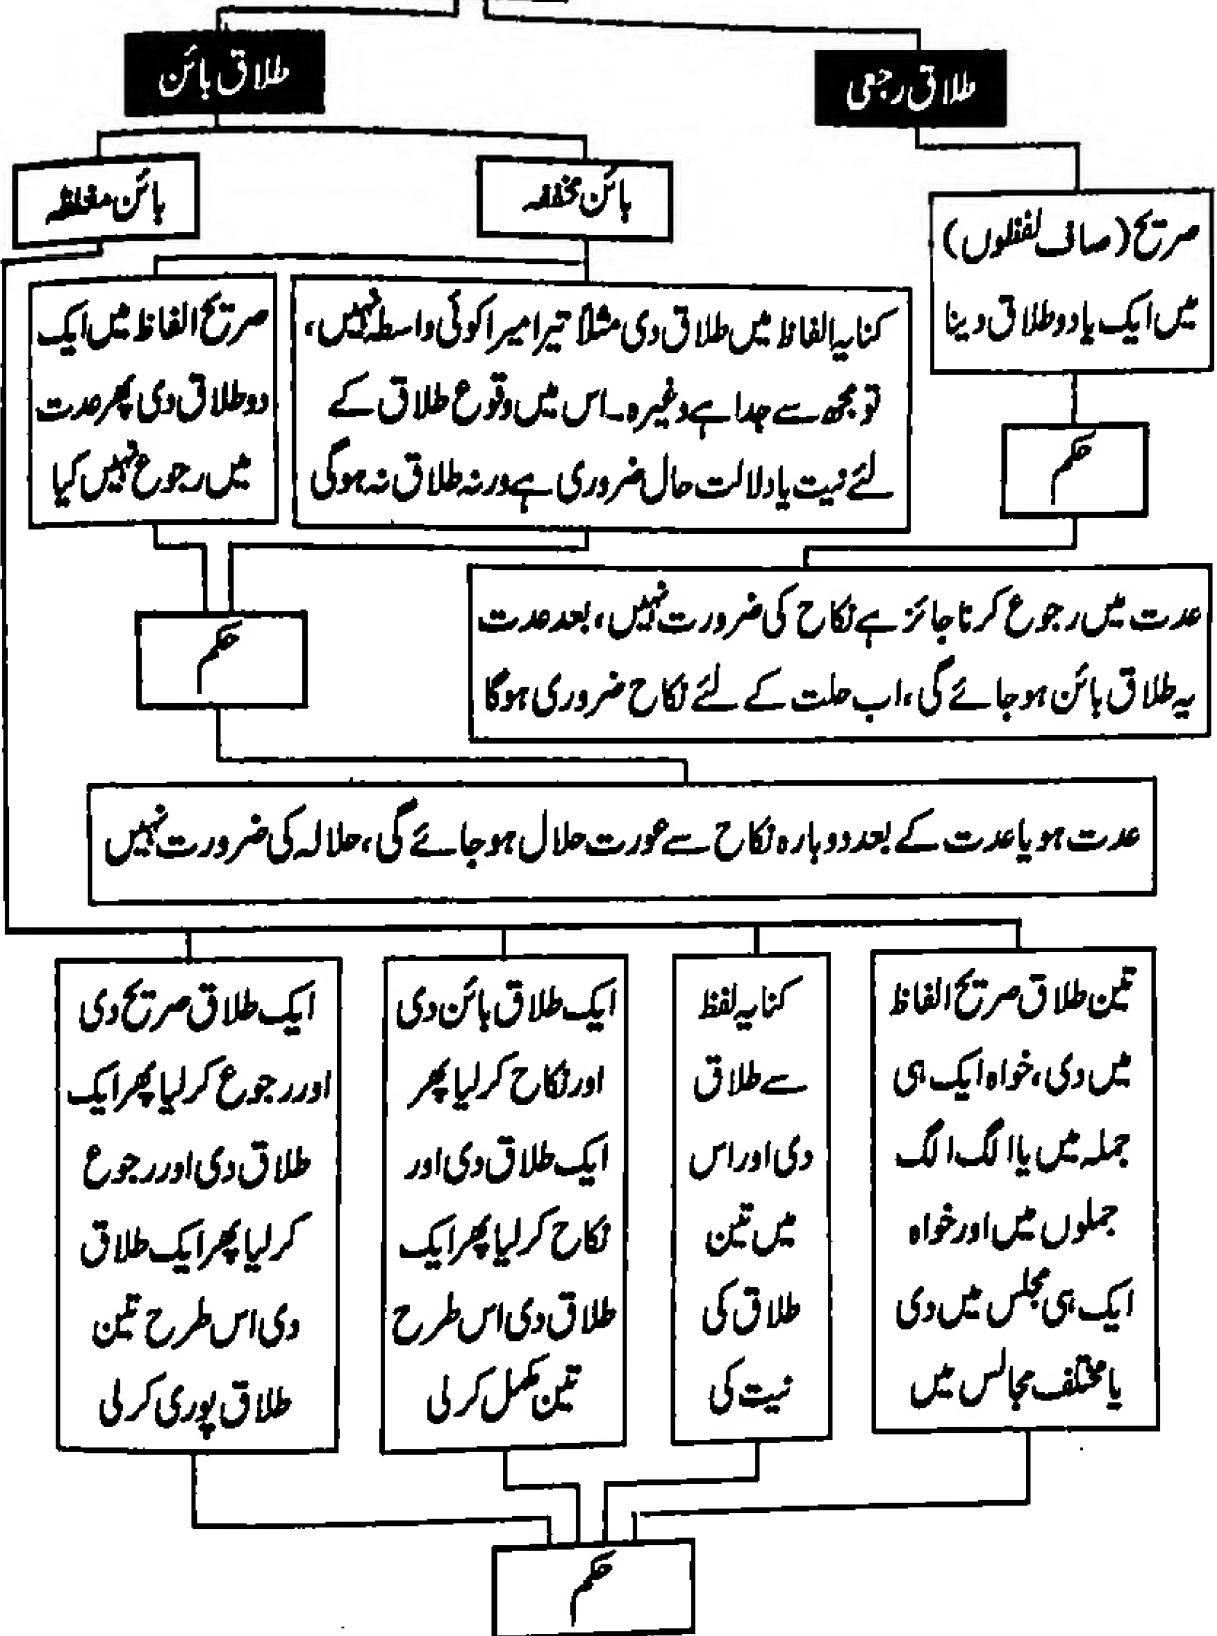 طلاق رجعی
طلاق بائن
صریح (صاف لفظوں)
میں ایک یا دو طلاق دینا
بائن مخففہ
بائن مغلظہ
حکم
کنایہ الفاظ میں طلاق دی مثلاً تیرا میرا کوئی واسطہ نہیں،
تو مجھ سے جدا ہے وغیرہ۔ اس میں وقوع طلاق کے
لئے نیت یا دلالت حال ضروری ہے ورنہ طلاق نہ ہوگی
صریح الفاظ میں ایک
دو طلاق دی پھر عدت
میں رجوع نہیں کیا
عدت میں رجوع کرنا جائز ہے نکاح کی ضرورت نہیں، بعد عدت
یہ طلاق بائن ہو جائے گی، اب حلت کے لئے نکاح ضروری ہوگا
حکم
عدت ہو یا عدت کے بعد دوبارہ نکاح سے عورت حلال ہو جائے گی، حلالہ کی ضرورت نہیں
تین طلاق صریح الفاظ
میں دی، خواہ ایک ہی
جملہ میں یا الگ الگ
جملوں میں اور خواہ
ایک ہی مجلس میں دی
یا مختلف مجالس میں
کنایہ لفظ
سے طلاق
دی اور اس
میں تین
طلاق کی
نیت کی
ایک طلاق بائن دی
اور نکاح کر لیا پھر
ایک طلاق دی اور
نکاح کر لیا پھر ایک
طلاق دی اس طرح
تین مکمل کر لی
ایک طلاق صریح دی
اور رجوع کر لیا پھر ایک
طلاق دی اور رجوع
کر لیا پھر ایک طلاق
دی اس طرح تین
طلاق پوری کر لی
حکم